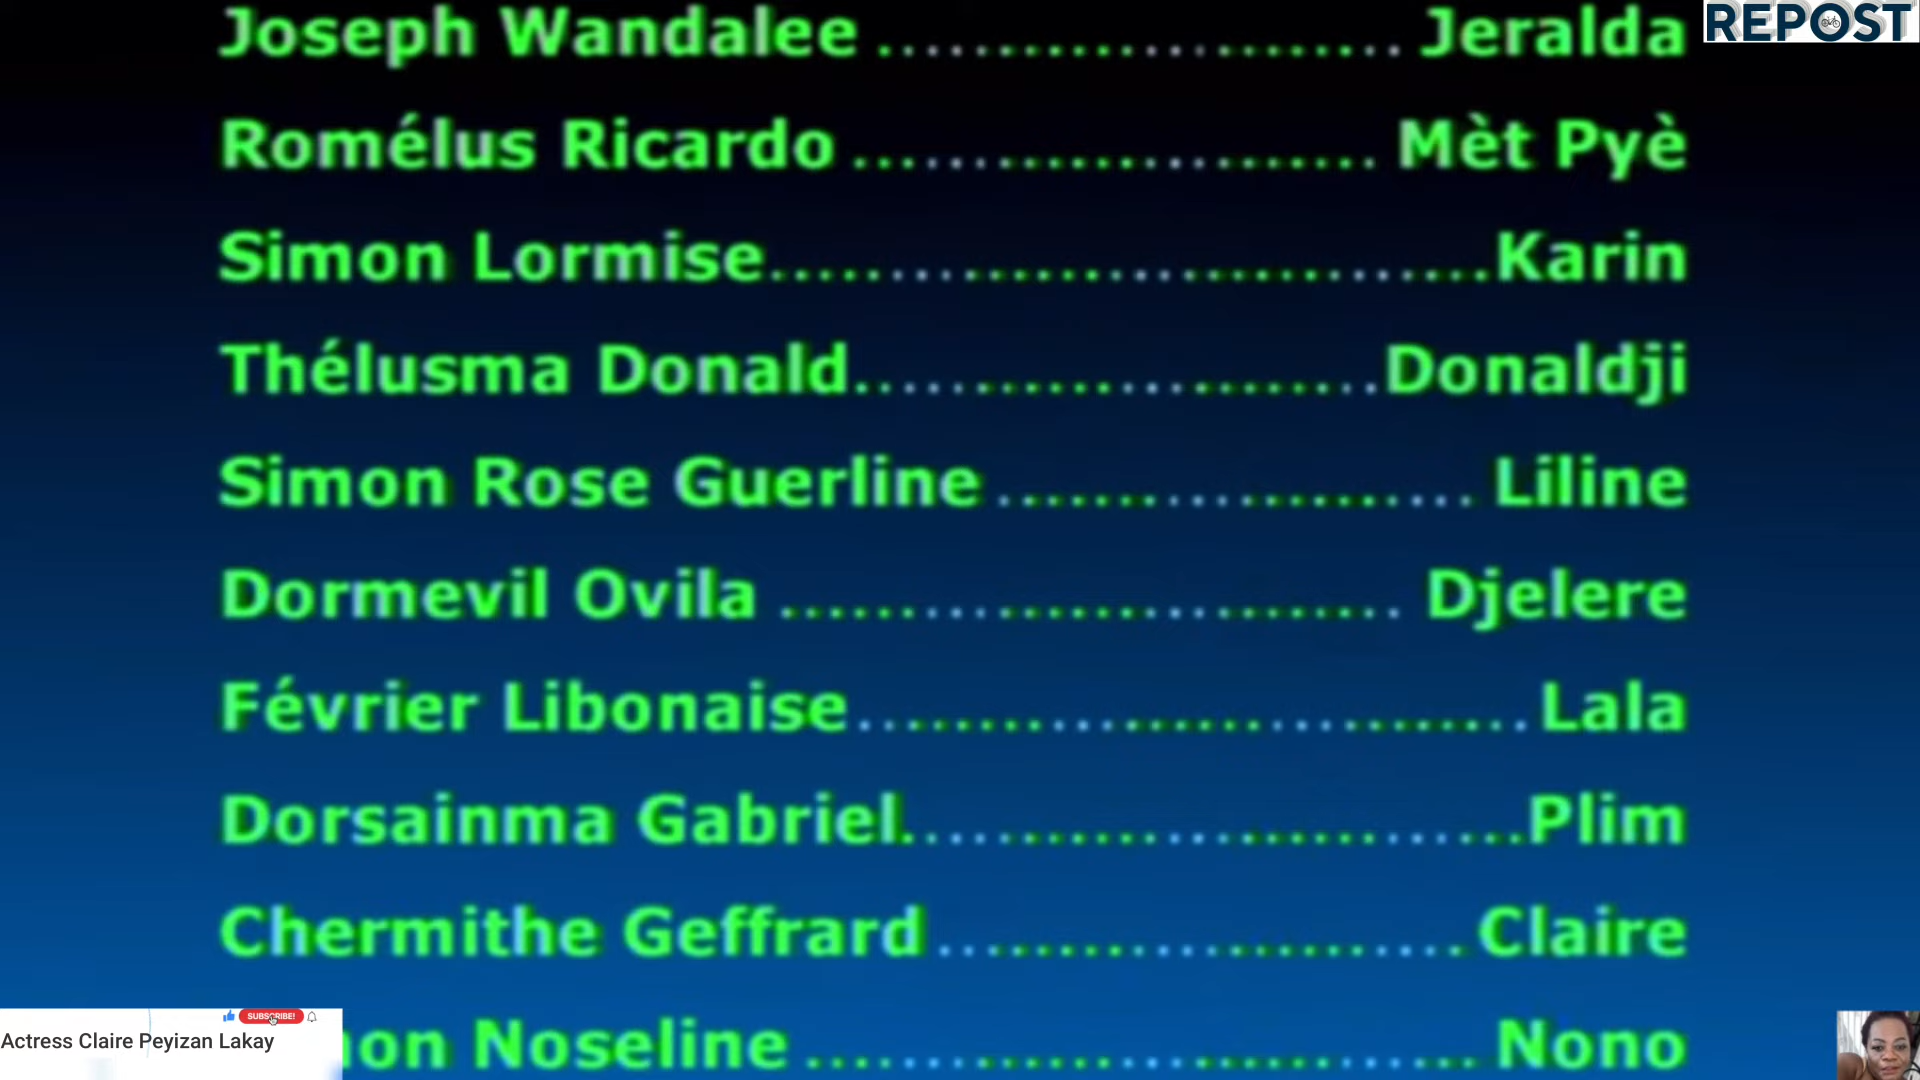 REPOST
Joseph Wandalee ...................... Jeralda
Romélus Ricardo ...................... Mèt Pyè
Simon Lormise..............................Karin
Thélusma Donald......................Donaldji
Simon Rose Guerline .................... Liline
Dormevil Ovila .......................... Djelere
Février Libonaise............................Lala
Dorsainma Gabriel..........................Plim
Chermithe Geffrard......................Claire
SUBSCRIBE!
Actress Claire Peyizan Lakay
Noseline ............................ Nono